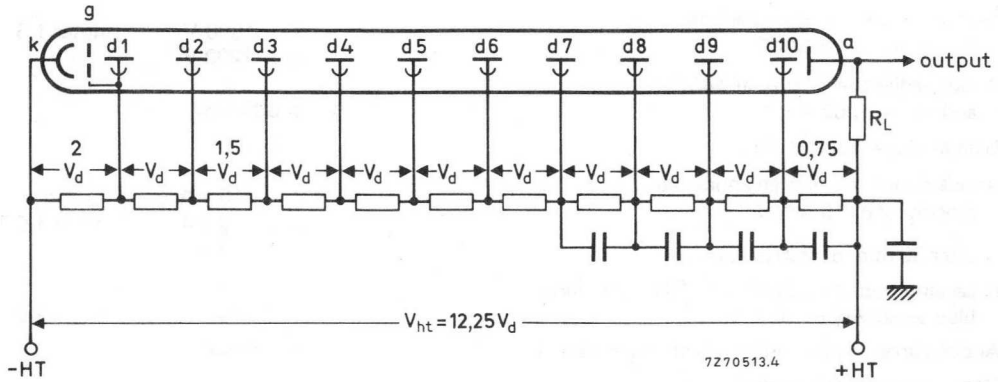 g
k d1 d2 d3 d4 d5 d6 d7 d8 d9 d10 a output
R_L
2 1,5 0,75
V_d V_d V_d V_d V_d V_d V_d V_d V_d V_d V_d
V_ht = 12,25 V_d
-HT 7Z70513.4 +HT